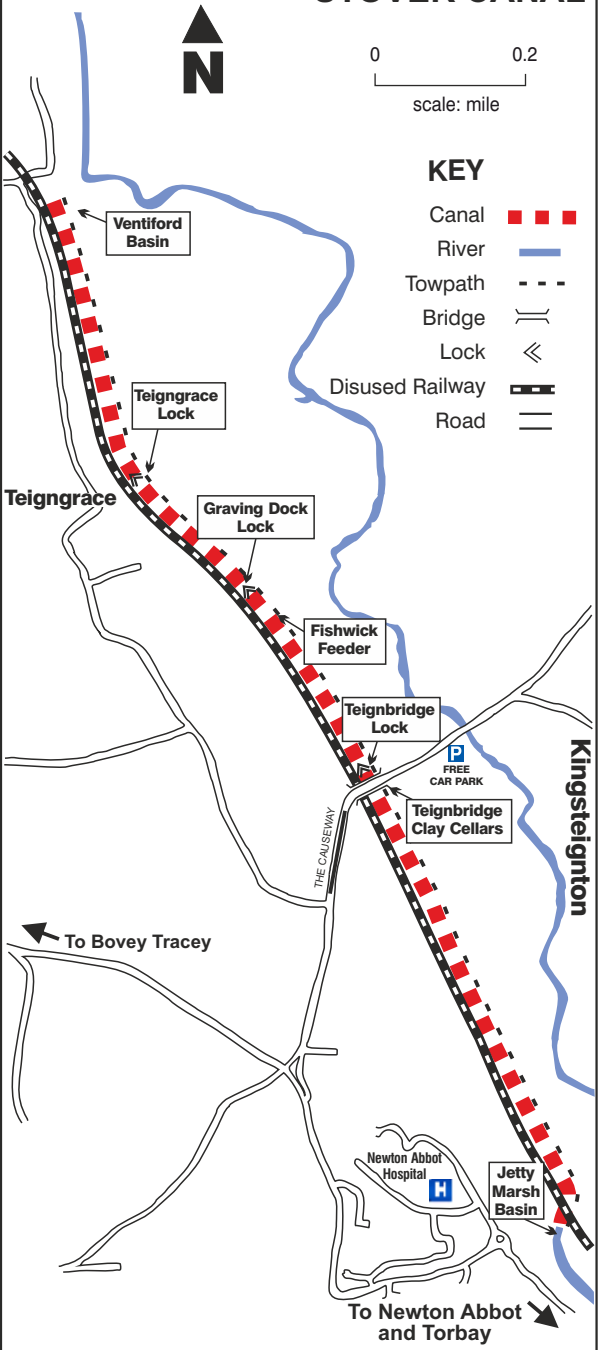 STOVER CANAL
N
0 0.2
scale: mile
KEY
Canal
River
Towpath
Bridge
Lock
Disused Railway
Road
Ventiford
Basin
Teigngrace
Lock
Teigngrace
Graving Dock
Lock
Fishwick
Feeder
Teignbridge
Lock
P
FREE
CAR PARK
Kingsteignton
Teignbridge
Clay Cellars
THE CAUSEWAY
To Bovey Tracey
Newton Abbot
Hospital
H
Jetty
Marsh
Basin
To Newton Abbot
and Torbay